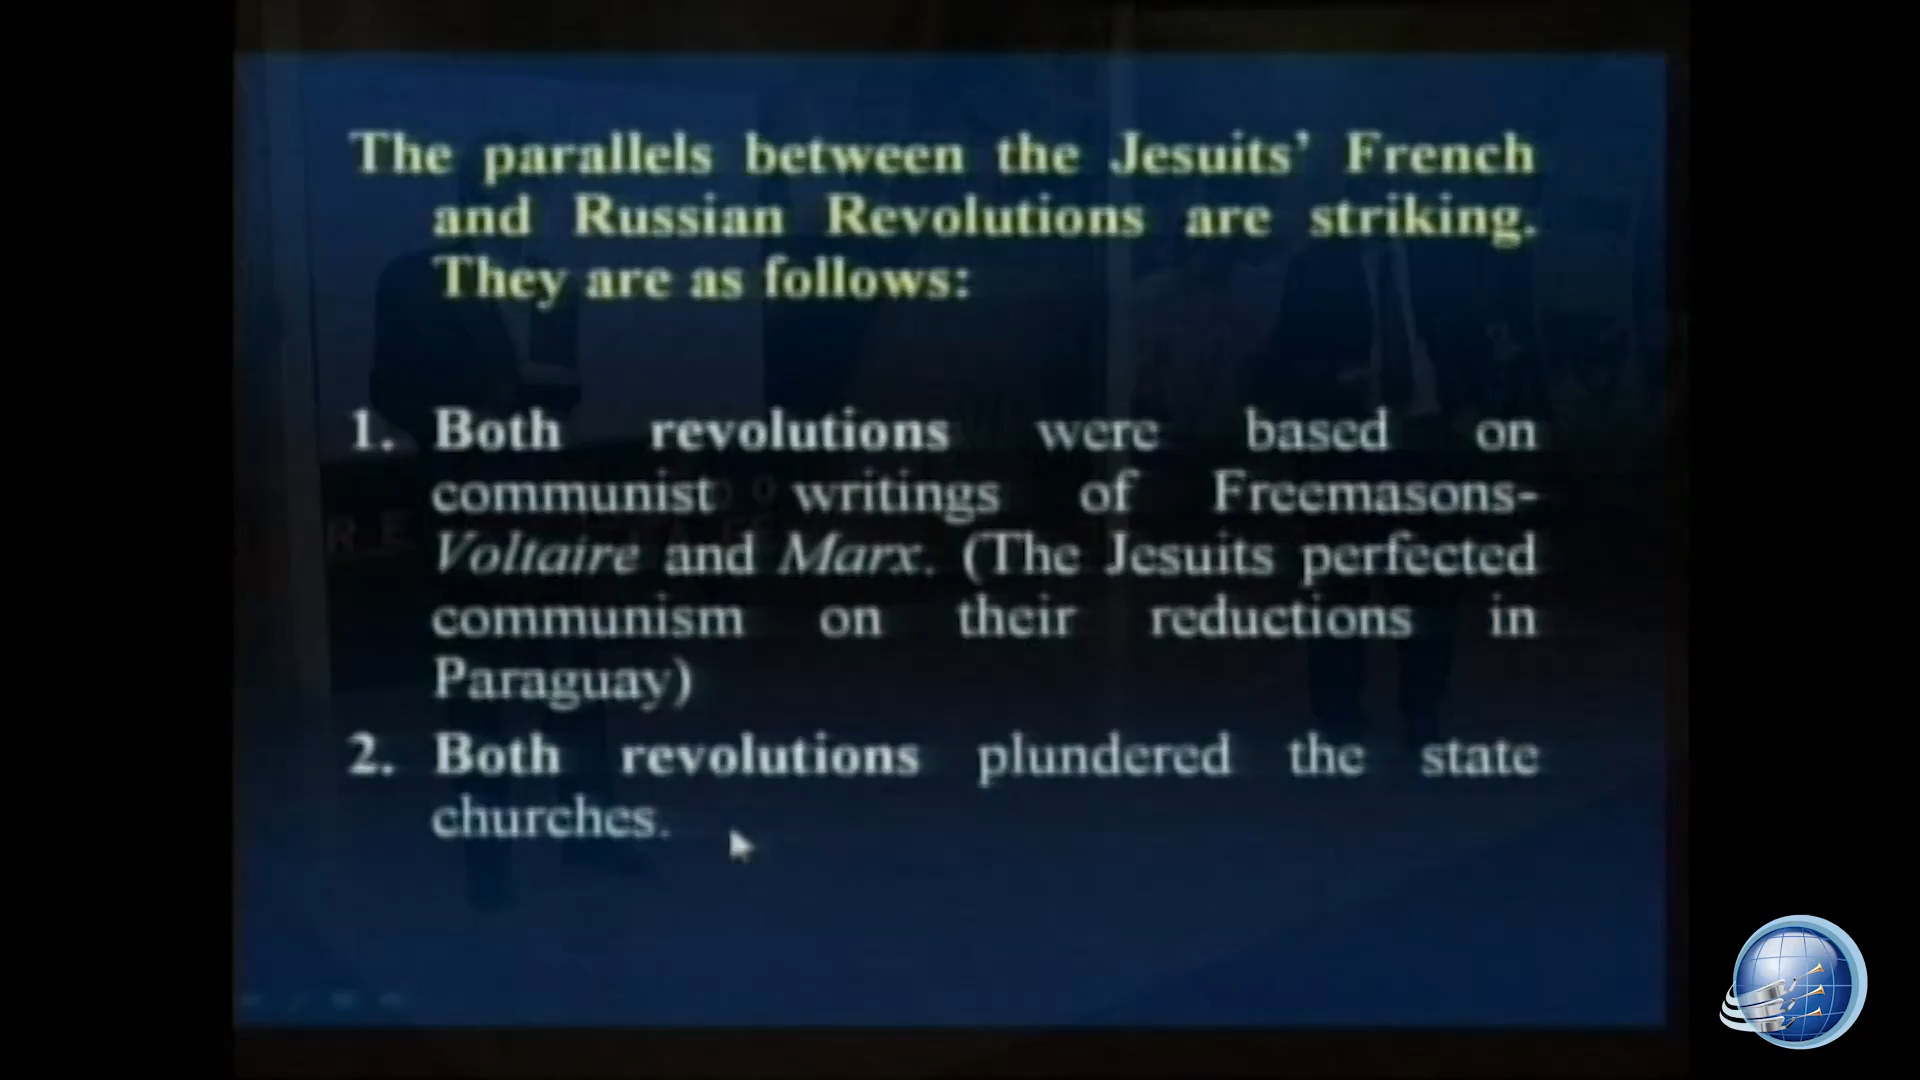 The parallels between the Jesuits’ French
and Russian Revolutions are striking.
They are as follows:
1. Both revolutions were based on
communist writings of Freemasons-
Voltaire and Marx. (The Jesuits perfected
communism on their reductions in
Paraguay)
2. Both revolutions plundered the state
churches.